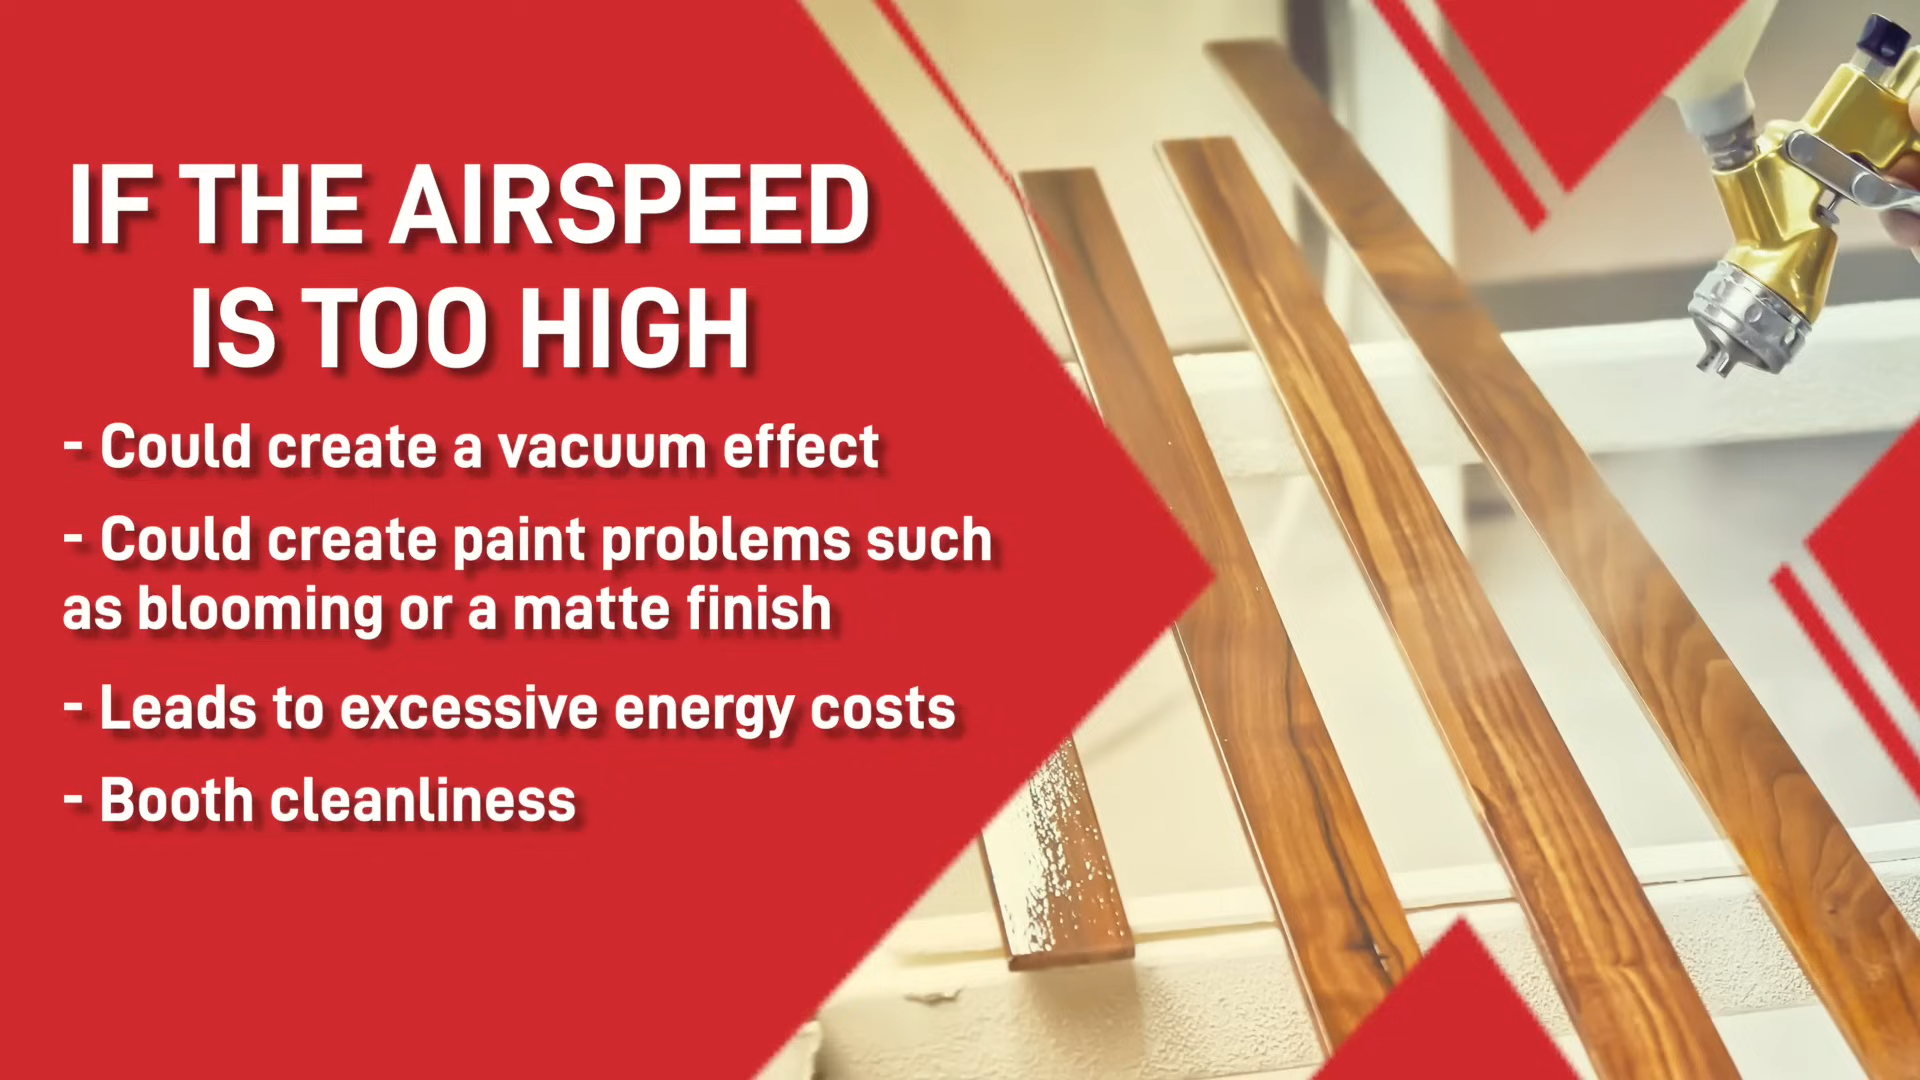 IF THE AIRSPEED
IS TOO HIGH
- Could create a vacuum effect
- Could create paint problems such
as blooming or a matte finish
- Leads to excessive energy costs
- Booth cleanliness